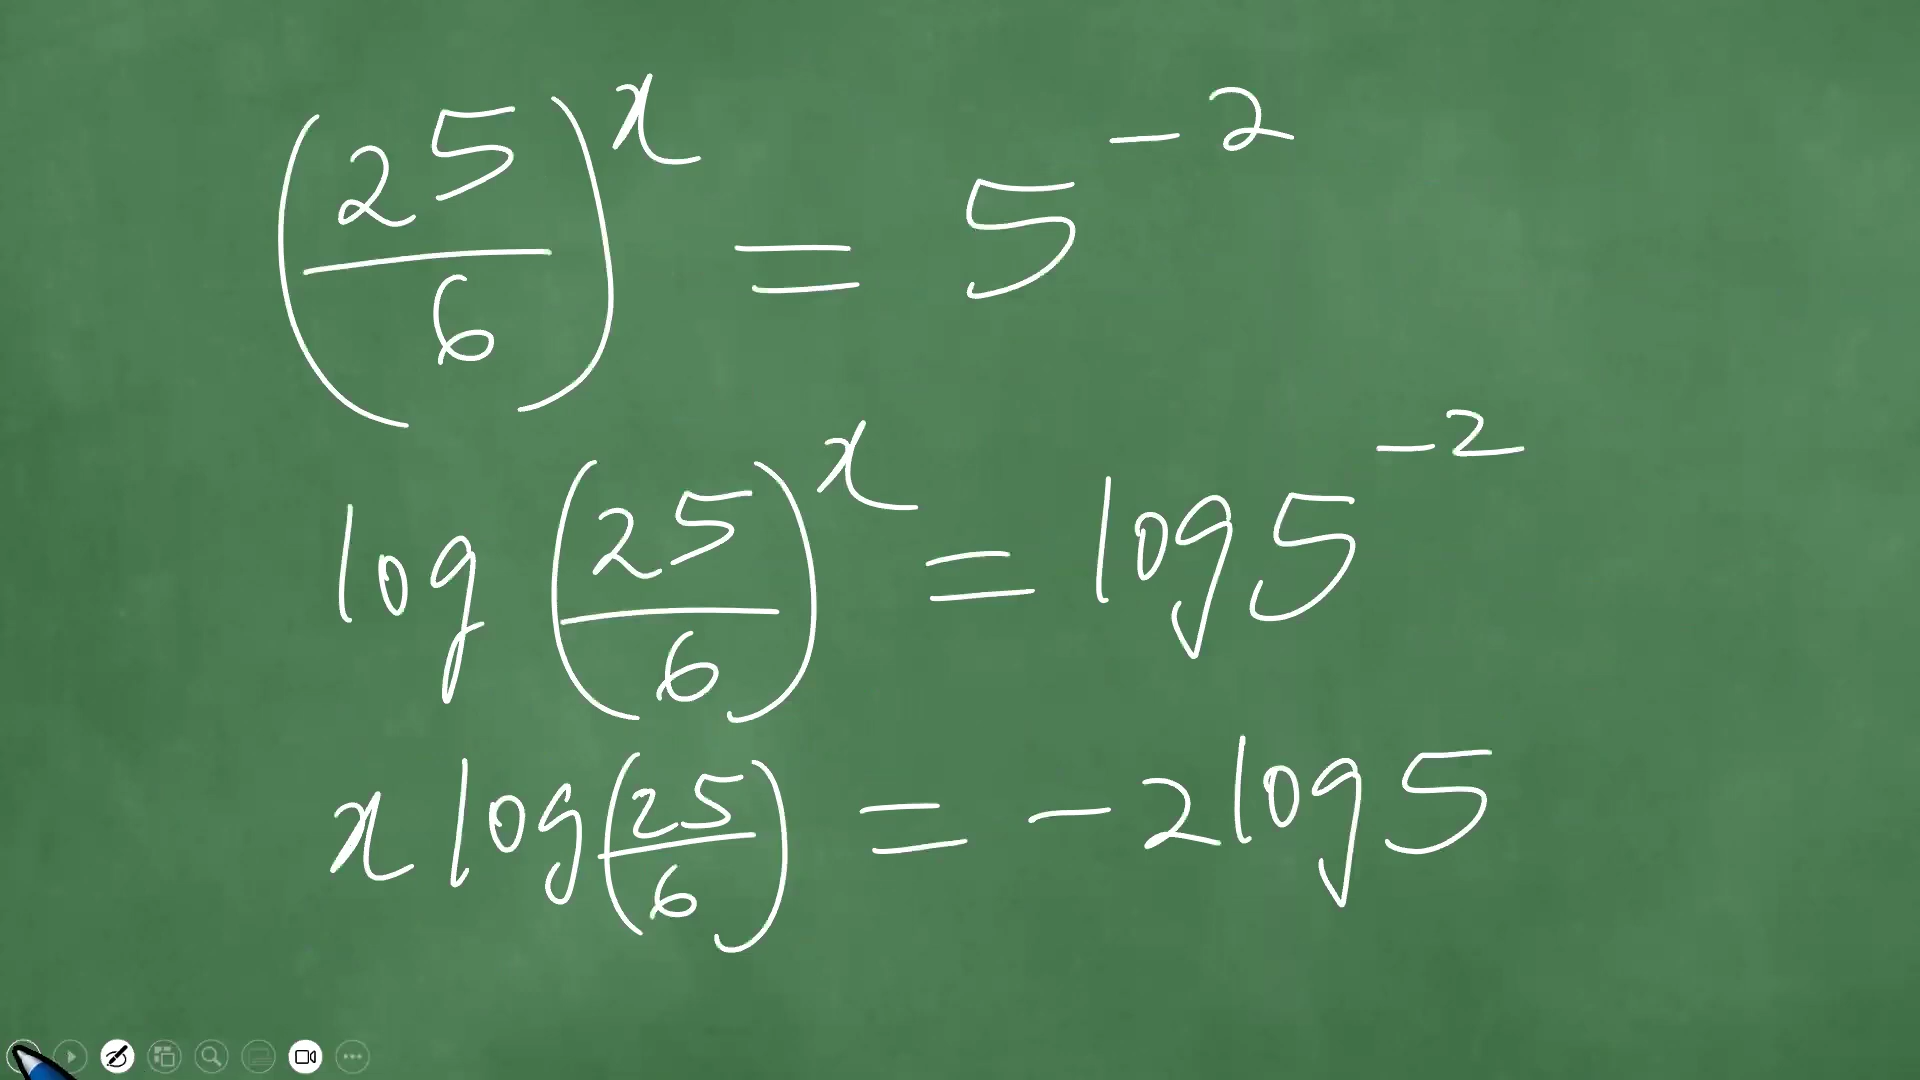 (25/6)^x = 5^-2
log (25/6)^x = log 5^-2
x log (25/6) = -2 log 5